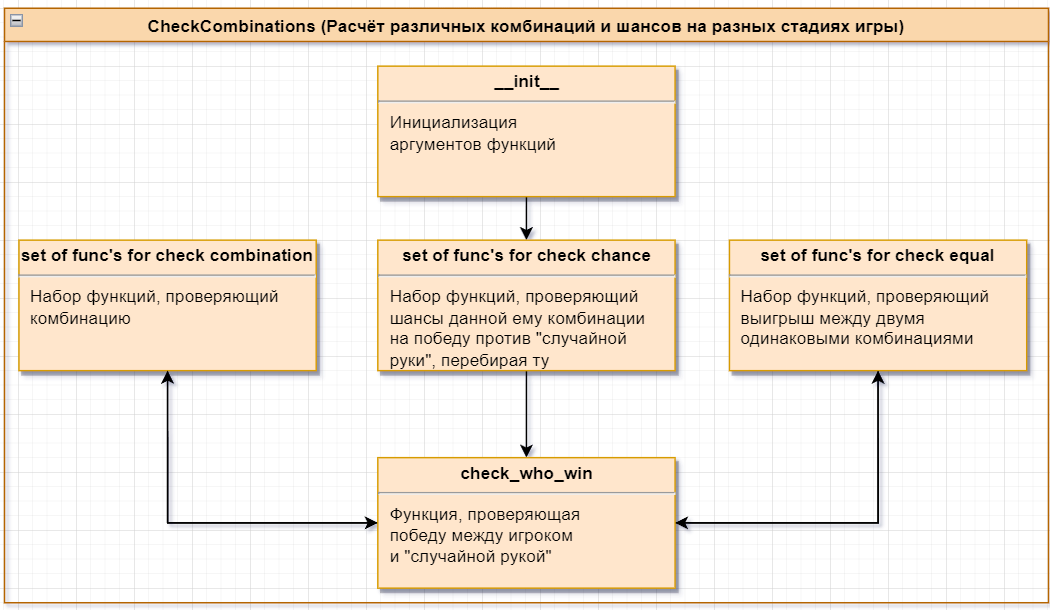 CheckCombinations (Расчёт различных комбинаций и шансов на разных стадиях игры)
__init__
Инициализация
аргументов функций
set of func's for check combination
Набор функций, проверяющий
комбинацию
set of func's for check chance
Набор функций, проверяющий
шансы данной ему комбинации
на победу против "случайной
руки", перебирая ту
set of func's for check equal
Набор функций, проверяющий
выигрыш между двумя
одинаковыми комбинациями
check_who_win
Функция, проверяющая
победу между игроком
и "случайной рукой"